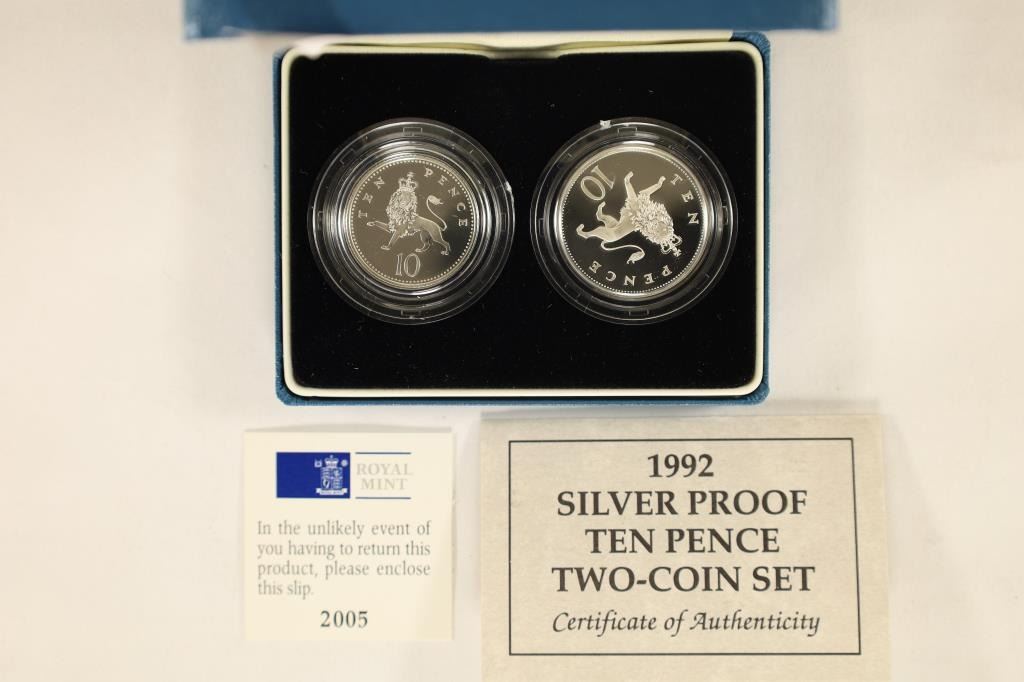 TEN PENCE
10
TEN PENCE
10
ROYAL
MINT
In the unlikely event of
you having to return this
product, please enclose
this slip.
2005
1992
SILVER PROOF
TEN PENCE
TWO-COIN SET
Certificate of Authenticity